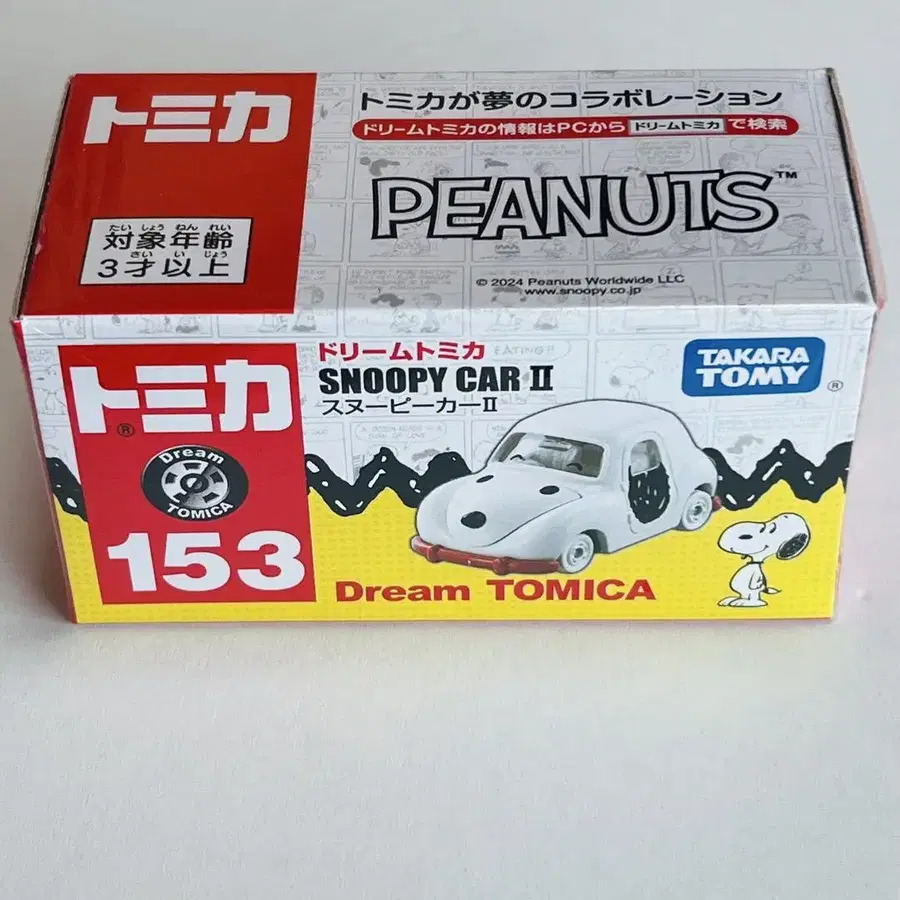 トミカ
トミカが夢のコラボレーション
ドリームトミカの情報はPCから ドリームトミカ で検索
PEANUTS™
たいしょうねんれい
対象年齢
さいいじょう
3才以上
© 2024 Peanuts Worldwide LLC
www.snoopy.co.jp
トミカ®
Dream
TOMICA
153
ドリームトミカ
SNOOPY CAR II
スヌーピーカーII
EATING?!
TAKARA
TOMY®
Dream TOMICA